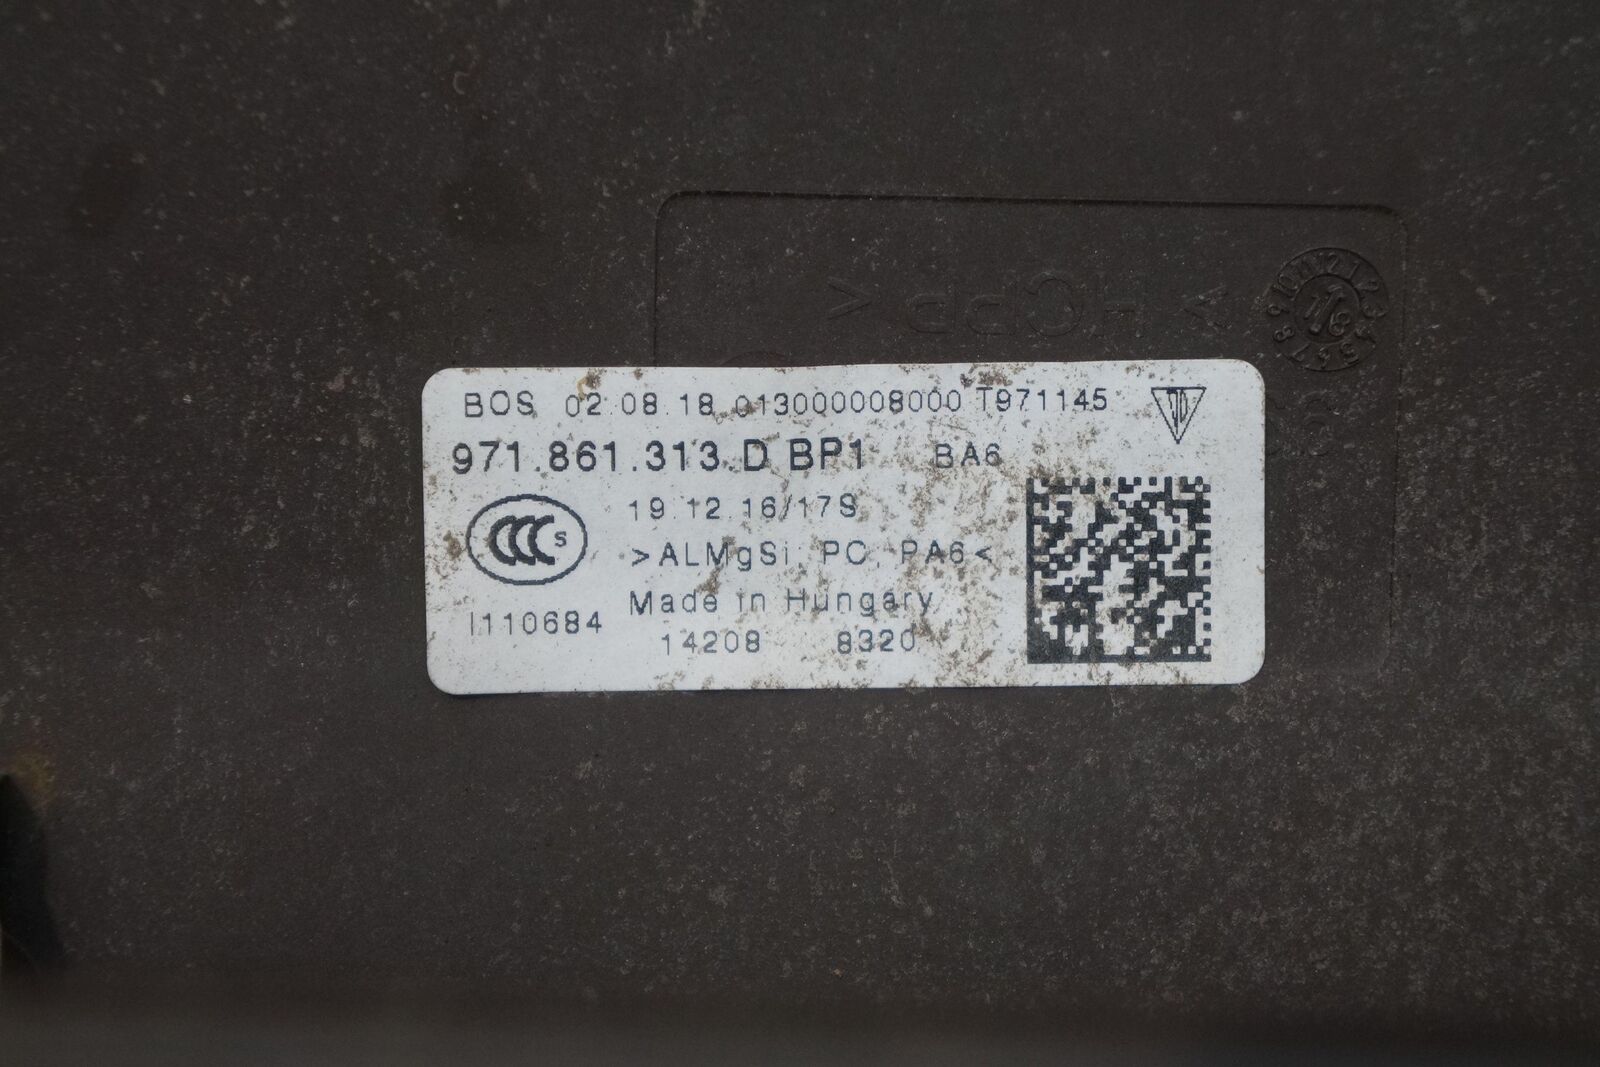 BOS 02.08.18 013000008000 T971145
971.861.313.D BP1 BA6
19.12.16/17S
CCC S
>ALMgSi, PC, PA6<
Made in Hungary
I110684
14208 8320